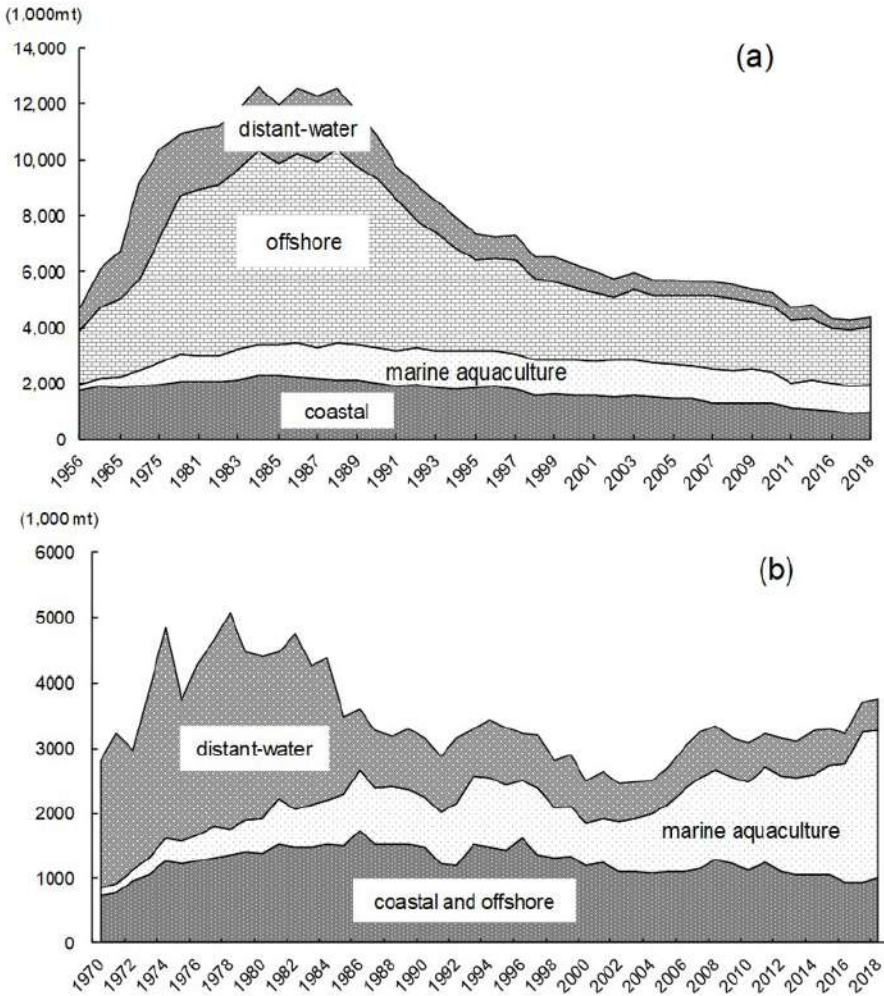 (1,000mt)
(a)
14,000
12,000
10,000
8,000
6,000
4,000
2,000
0
distant-water
offshore
marine aquaculture
coastal
1956 1965 1975 1981 1983 1985 1987 1989 1991 1993 1995 1997 1999 2001 2003 2005 2007 2009 2011 2016 2018
(1,000 mt)
(b)
6000
5000
4000
3000
2000
1000
0
distant-water
marine aquaculture
coastal and offshore
1970 1972 1974 1976 1978 1980 1982 1984 1986 1988 1990 1992 1994 1996 1998 2000 2002 2004 2006 2008 2010 2012 2014 2016 2018